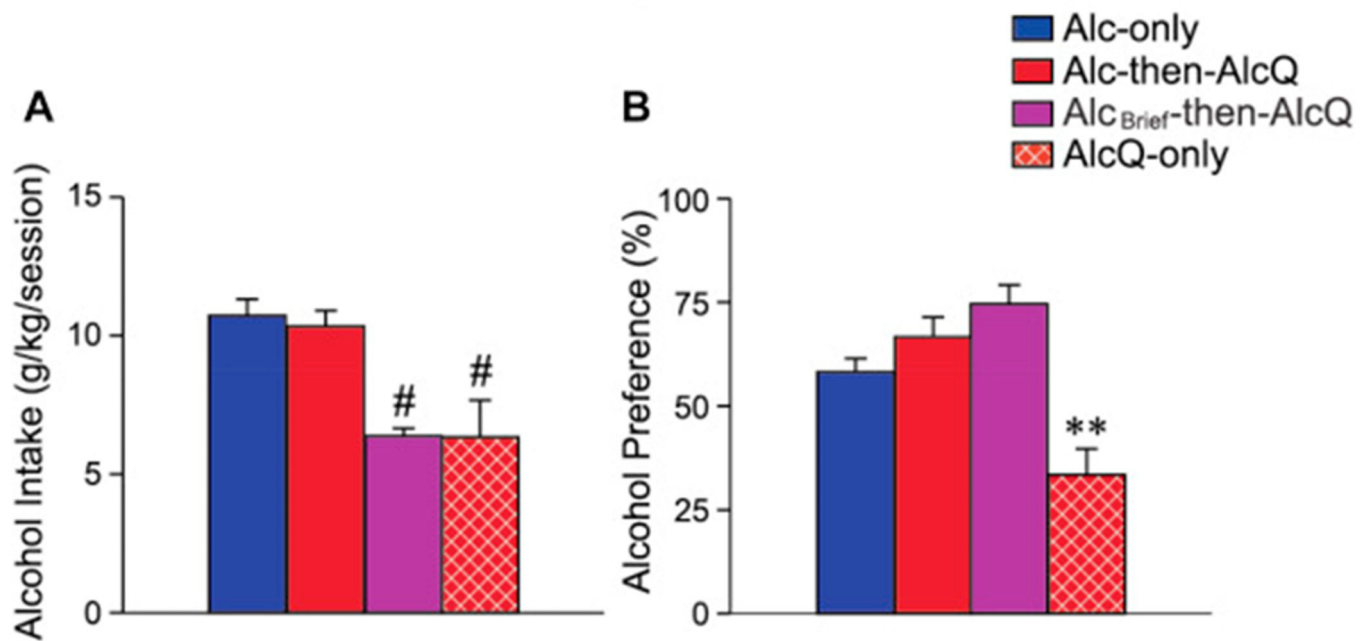 Alc-only
Alc-then-AlcQ
AlcBrief-then-AlcQ
AlcQ-only
A
Alcohol Intake (g/kg/session)
15
10
5
0
#
#
B
Alcohol Preference (%)
100
75
50
25
0
**